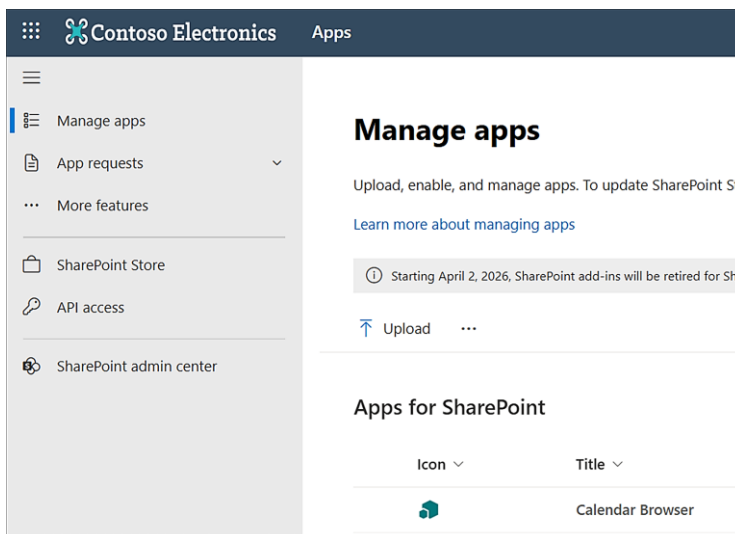 Contoso Electronics Apps
Manage apps
App requests
More features
SharePoint Store
API access
SharePoint admin center
Manage apps
Upload, enable, and manage apps. To update SharePoint
Learn more about managing apps
Starting April 2, 2026, SharePoint add-ins will be retired for
Upload
Apps for SharePoint
Icon Title
Calendar Browser